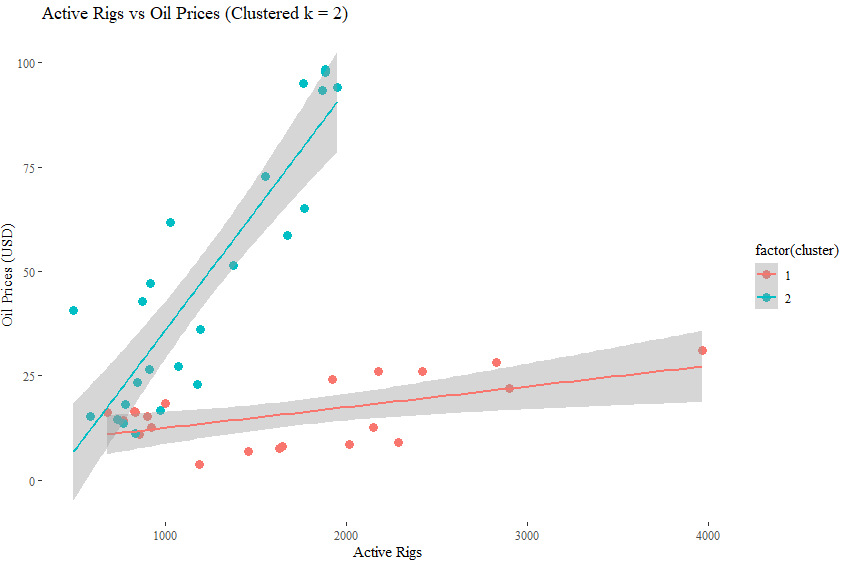 Active Rigs vs Oil Prices (Clustered k = 2)
100
75
50
25
0
Oil Prices (USD)
1000
2000
3000
4000
Active Rigs
factor(cluster)
1
2